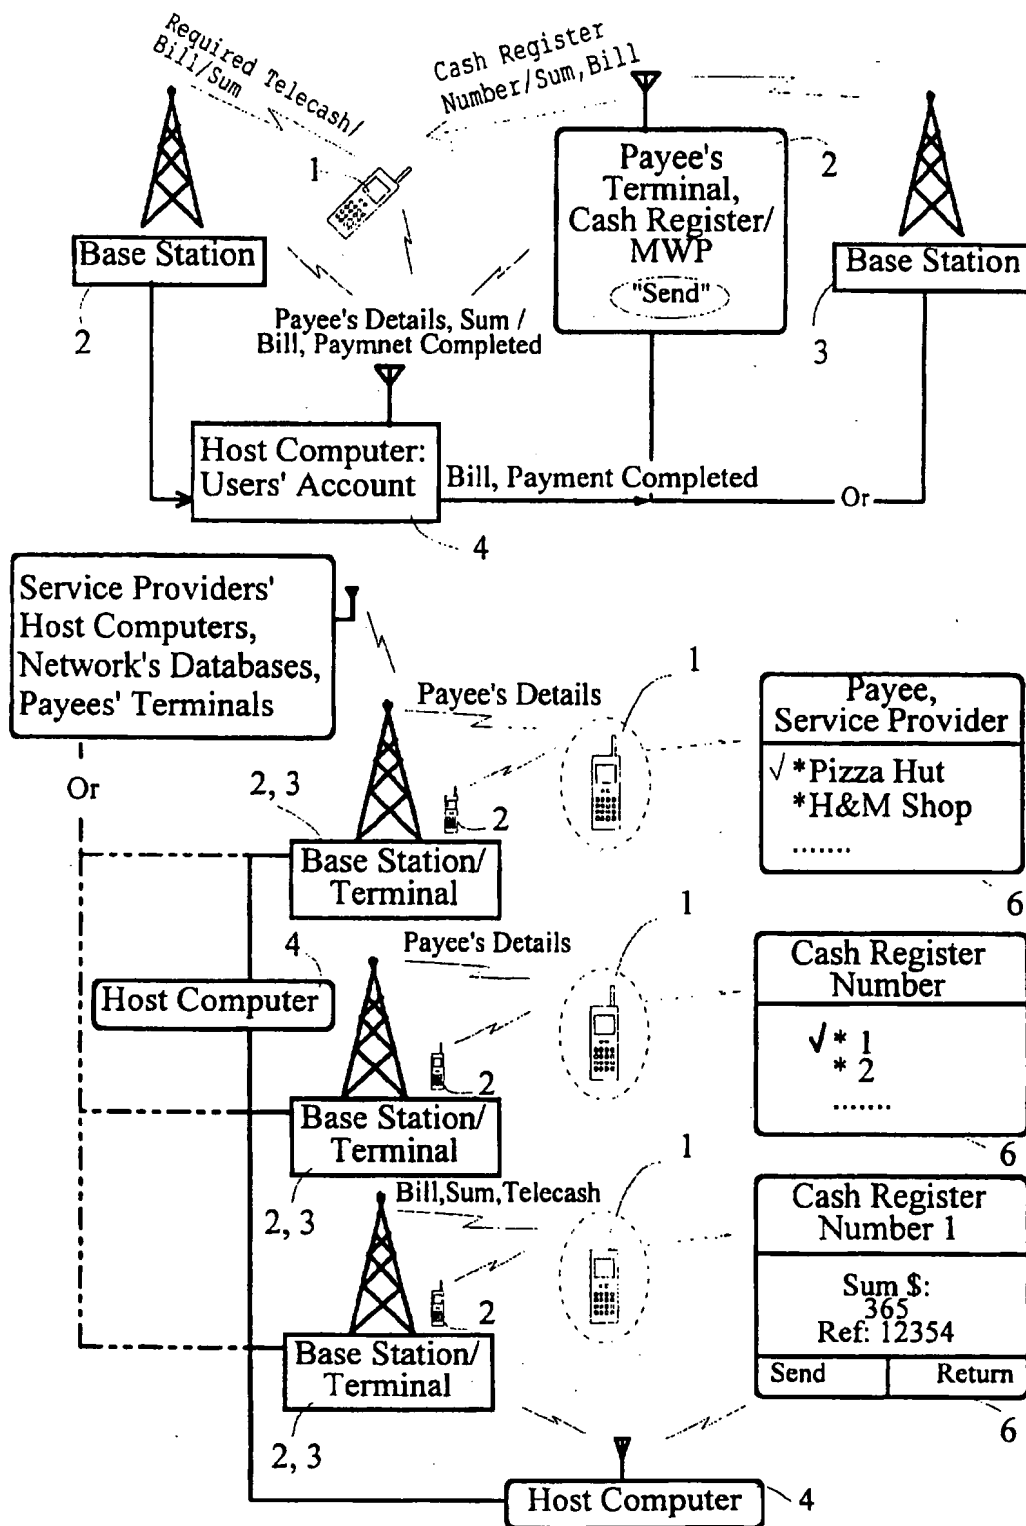 Required Telecash/
Bill/Sum
Cash Register
Number/Sum,Bill
1
Payee's
Terminal,
Cash Register/
MWP
"Send"
2
Base Station
2
Base Station
3
Payee's Details, Sum /
Bill, Paymnet Completed
Host Computer:
Users' Account
Bill, Payment Completed
Or
4
Service Providers'
Host Computers,
Network's Databases,
Payees' Terminals
Or
Payee's Details
1
2, 3
2
Base Station/
Terminal
Payee,
Service Provider
√ *Pizza Hut
*H&M Shop
.......
6
4
Host Computer
Payee's Details
1
2
Base Station/
Terminal
2, 3
Cash Register
Number
√ * 1
* 2
.......
6
Bill,Sum,Telecash
1
2
Base Station/
Terminal
2, 3
Cash Register
Number 1
Sum $:
365
Ref: 12354
Send
Return
6
Host Computer
4